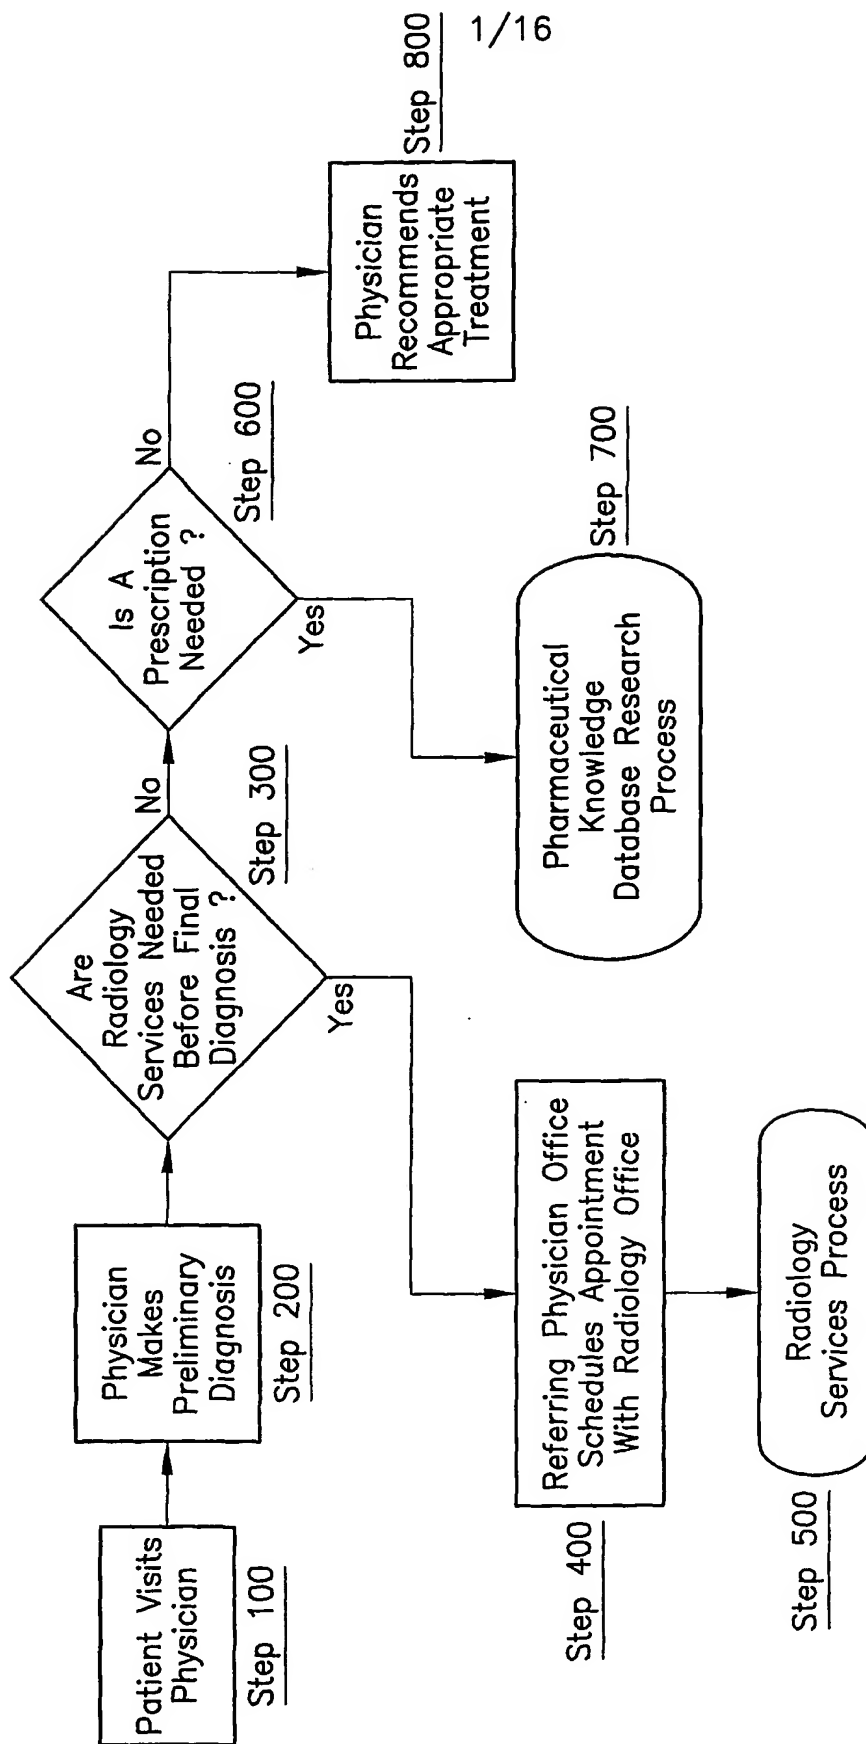 1/16
Patient Visits
Physician
Step 100
Physician
Makes
Preliminary
Diagnosis
Step 200
Are
Radiology
Services Needed
Before Final
Diagnosis ?
Step 300
No
Yes
Referring Physician Office
Schedules Appointment
With Radiology Office
Step 400
Radiology
Services Process
Step 500
Is A
Prescription
Needed ?
Step 600
No
Yes
Pharmaceutical
Knowledge
Database Research
Process
Step 700
Physician
Recommends
Appropriate
Treatment
Step 800